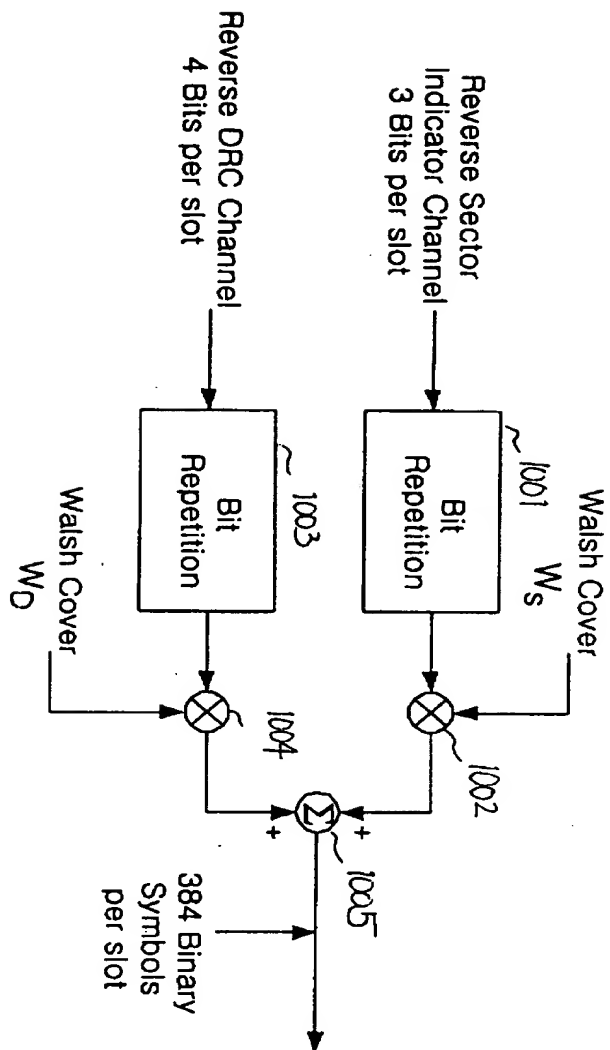 Walsh Cover
WS
Reverse Sector
Indicator Channel
3 Bits per slot
1001
Bit
Repetition
1002
Reverse DRC Channel
4 Bits per slot
1003
Bit
Repetition
1004
Walsh Cover
WD
+
+
Σ
1005
384 Binary
Symbols
per slot